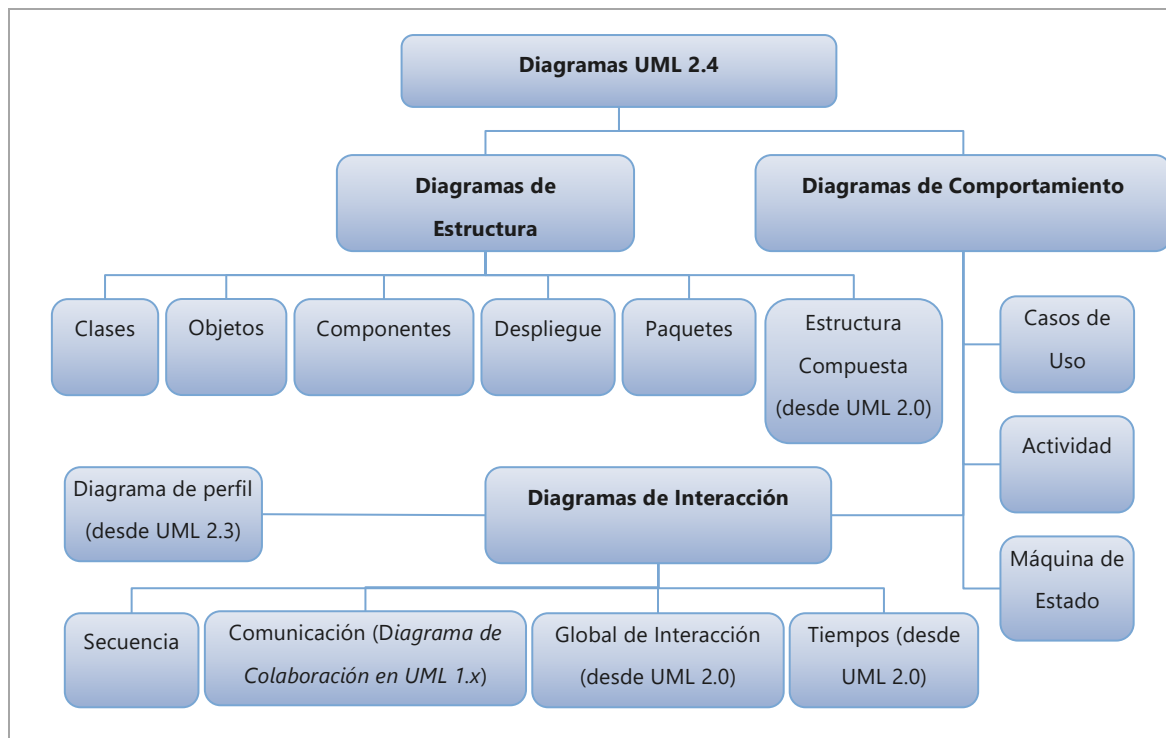 Diagramas UML 2.4
Diagramas de
Estructura
Diagramas de Comportamiento
Clases
Objetos
Componentes
Despliegue
Paquetes
Estructura
Compuesta
(desde UML 2.0)
Casos de
Uso
Actividad
Máquina de
Estado
Diagrama de perfil
(desde UML 2.3)
Diagramas de Interacción
Secuencia
Comunicación (Diagrama de
Colaboración en UML 1.x)
Global de Interacción
(desde UML 2.0)
Tiempos (desde
UML 2.0)